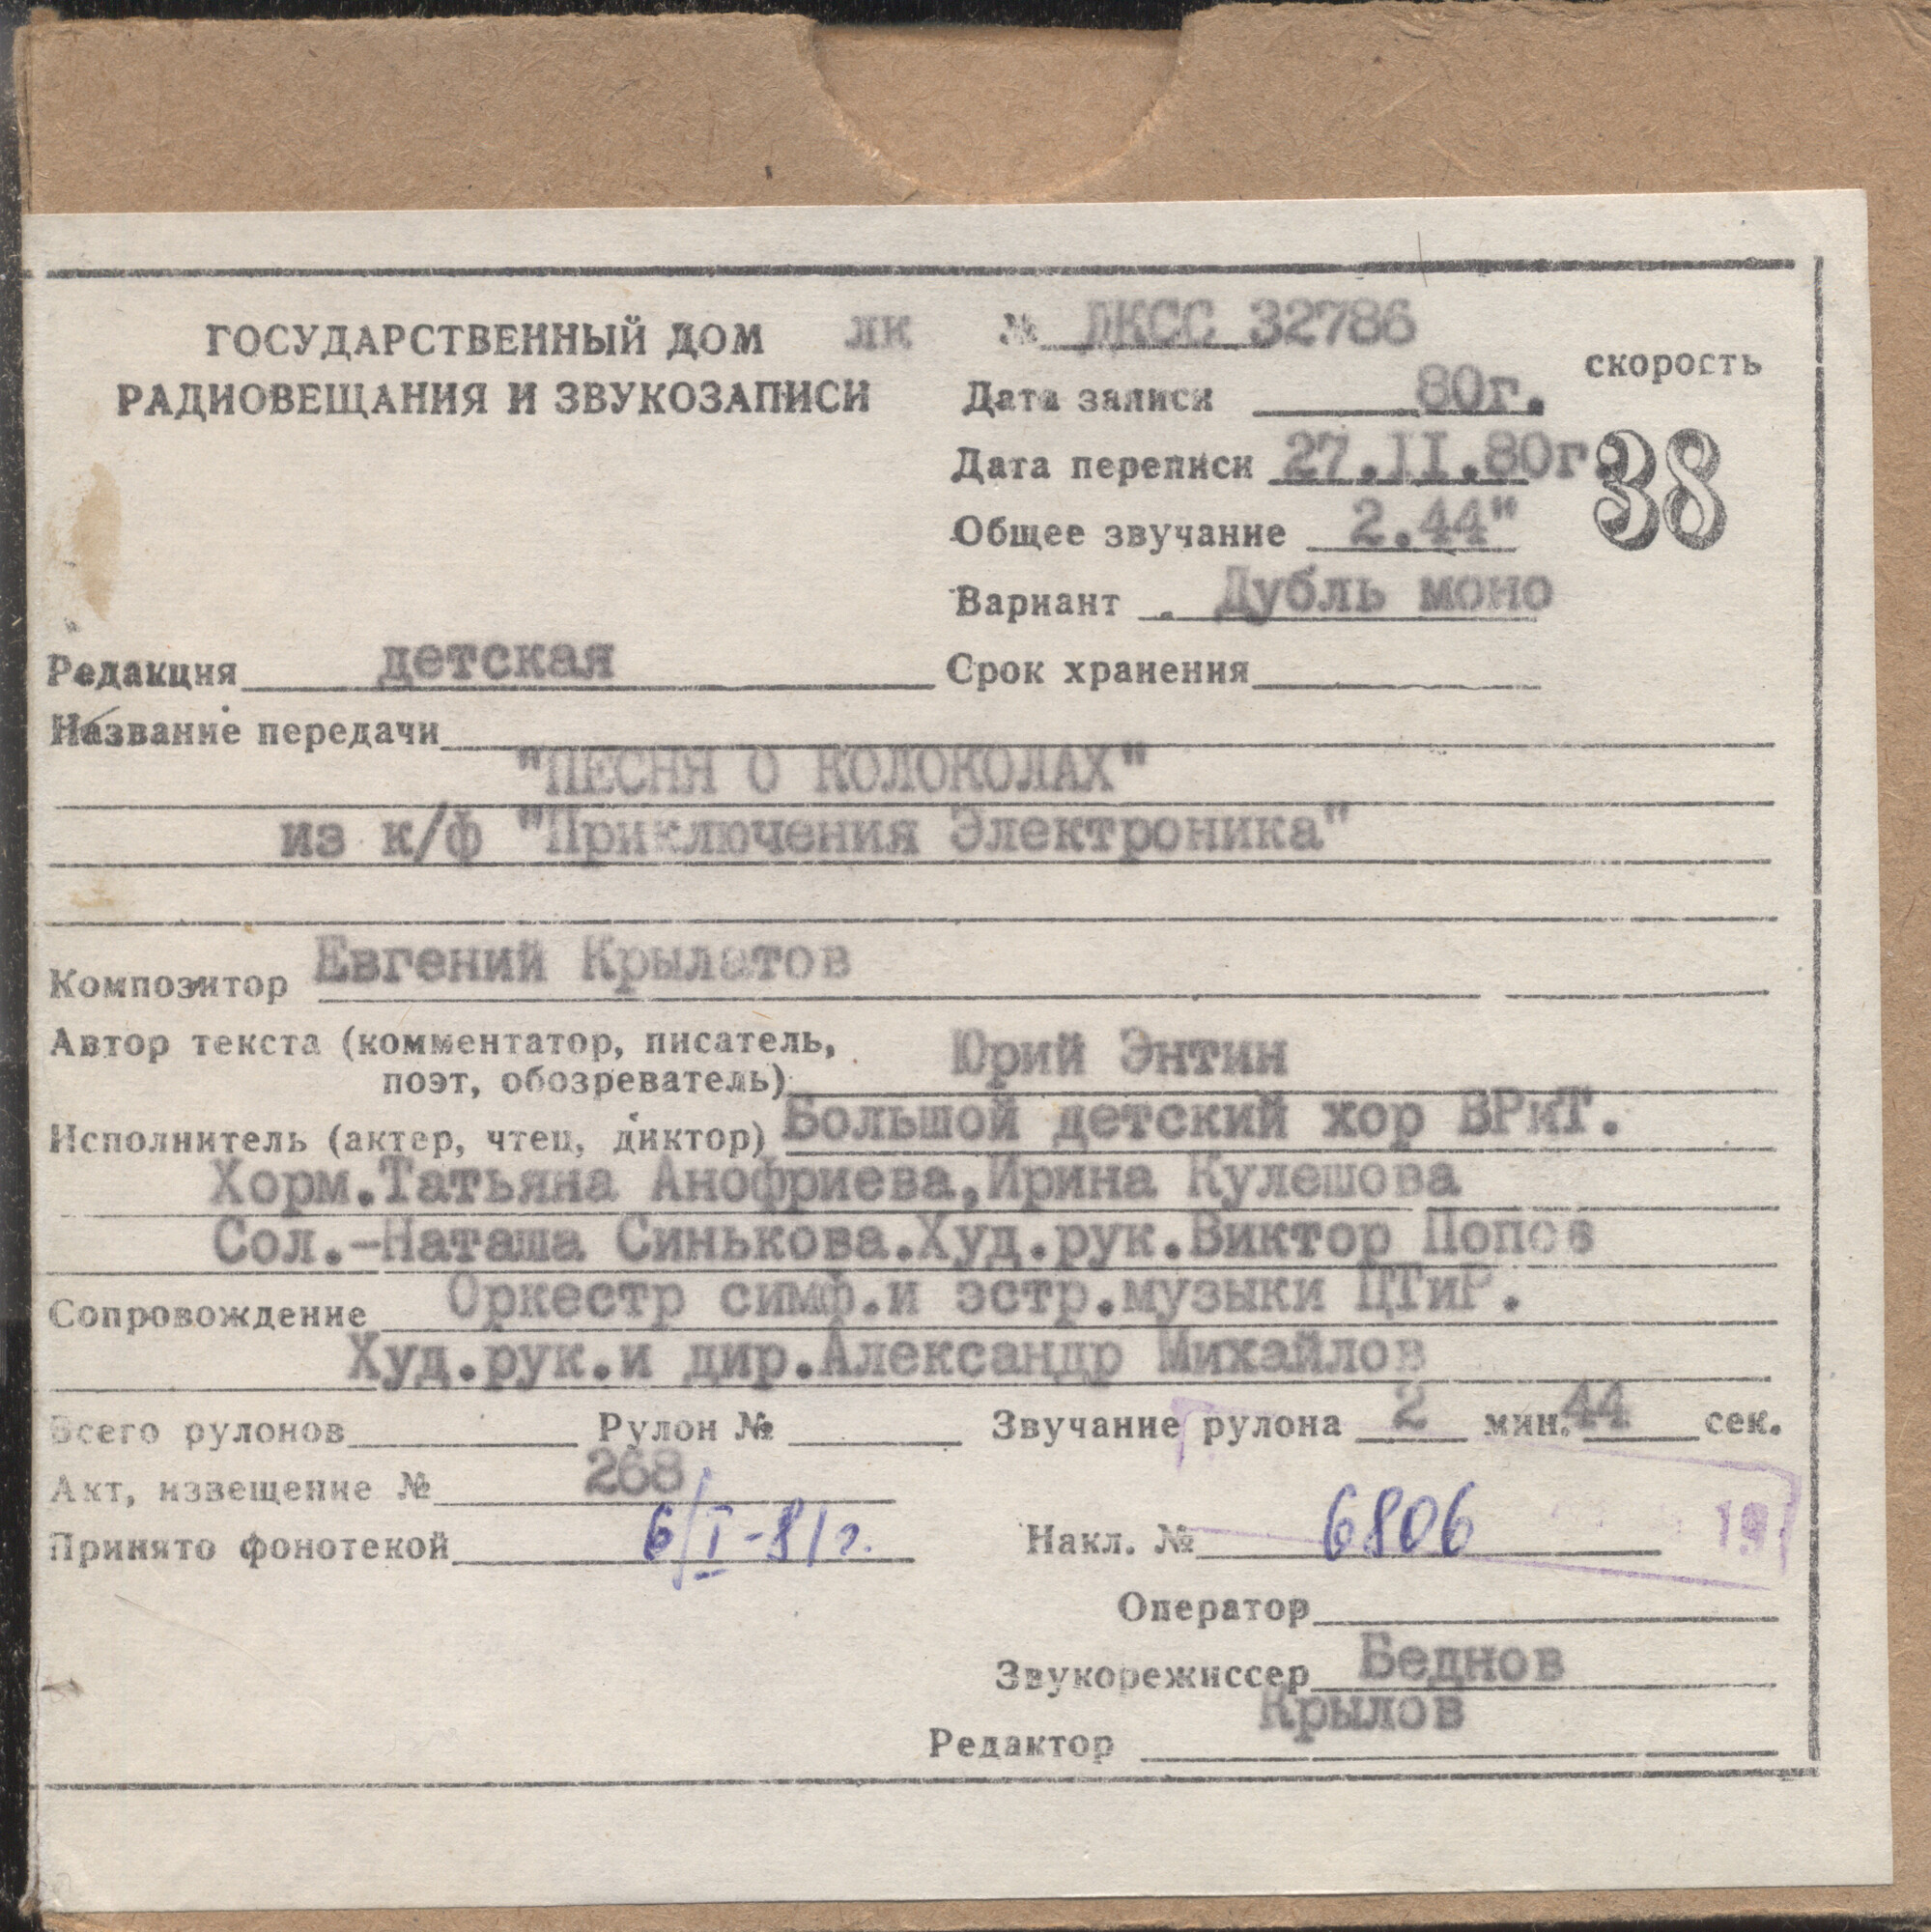 ГОСУДАРСТВЕННЫЙ ДОМ
РАДИОВЕЩАНИЯ И ЗВУКОЗАПИСИ
лк № ДКСС 32786
скорость
38
Дата записи 80г.
Дата переписи 27.II.80г.
Общее звучание 2.44"
Вариант Дубль моно
Редакция детская Срок хранения
Название передачи
"ПЕСНЯ О КОЛОКОЛАХ"
из к/ф "Приключения Электроника"
Композитор Евгений Крылатов
Автор текста (комментатор, писатель,
поэт, обозреватель) Юрий Энтин
Исполнитель (актер, чтец, диктор) Большой детский хор ВРиТ.
Хорм.Татьяна Анофриева,Ирина Кулешова
Сол.-Наташа Синькова.Худ.рук.Виктор Попов
Сопровождение Оркестр симф.и эстр.музыки ЦТиР.
Худ.рук.и дир.Александр Михайлов
Всего рулонов Рулон № Звучание рулона 2 мин. 44 сек.
Акт, извещение № 268
Принято фонотекой 6/I-81г. Накл. № 6806
19
Оператор
Звукорежиссер Беднов
Крылов
Редактор